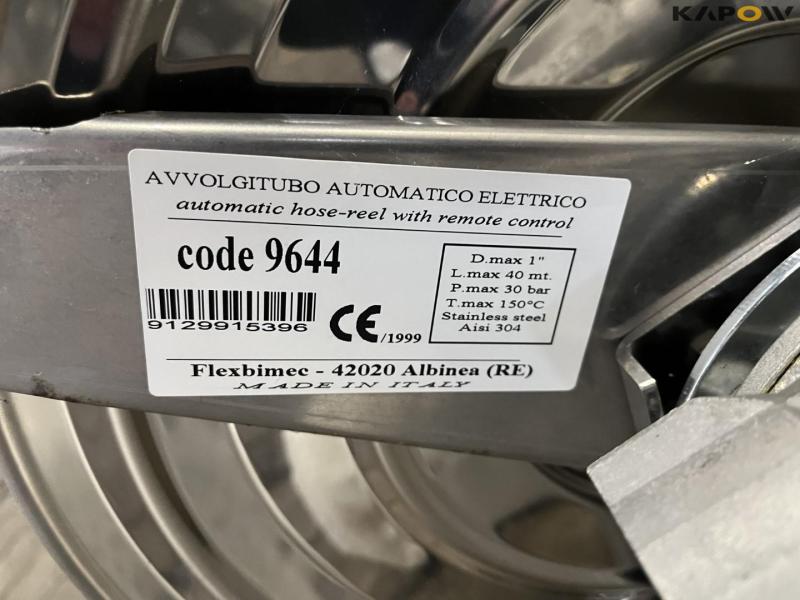 KAPOW
AVVOLGITUBO AUTOMATICO ELETTRICO
automatic hose-reel with remote control
code 9644
D.max 1"
L.max 40 mt.
P.max 30 bar
T.max 150°C
Stainless steel
Aisi 304
9129915396
CE/1999
Flexbimec - 42020 Albinea (RE)
MADE IN ITALY